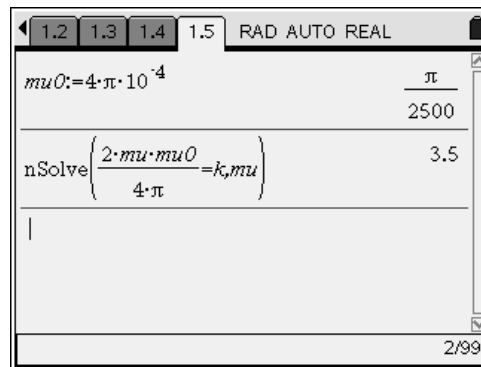 1.2 1.3 1.4 1.5 RAD AUTO REAL
mu0:=4·π·10^-4
π/2500
nSolve(2·mu·mu0/4·π=k,mu)
3.5
2/99